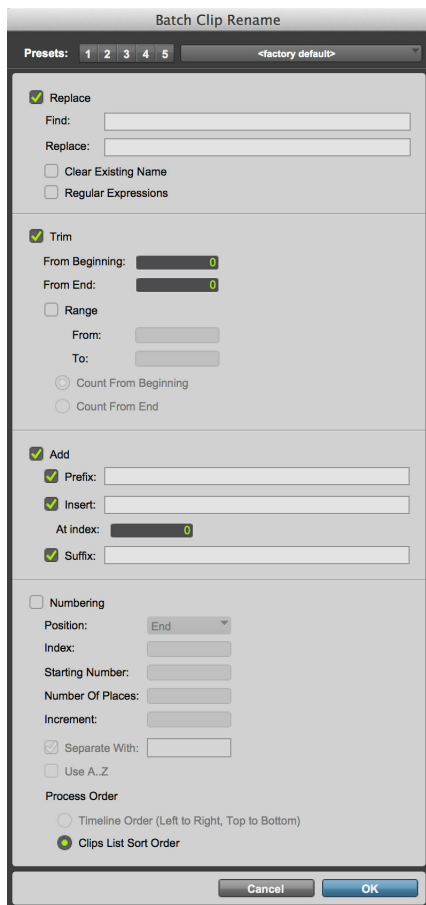 Batch Clip Rename
Presets: 1 2 3 4 5 <factory default>
Replace
Find:
Replace:
Clear Existing Name
Regular Expressions
Trim
From Beginning: 0
From End: 0
Range
From:
To:
Count From Beginning
Count From End
Add
Prefix:
Insert:
At index: 0
Suffix:
Numbering
Position: End
Index:
Starting Number:
Number Of Places:
Increment:
Separate With:
Use A..Z
Process Order
Timeline Order (Left to Right, Top to Bottom)
Clips List Sort Order
Cancel OK